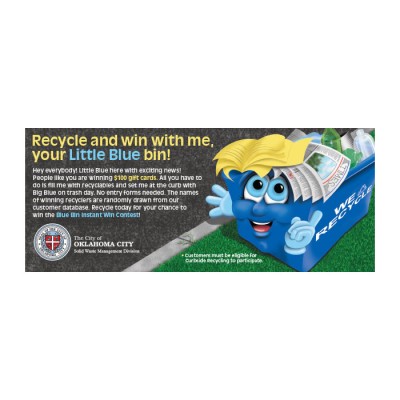 Recycle and win with me,
your Little Blue bin!
Hey everybody! Little Blue here with exciting news!
People like you are winning $100 gift cards. All you have to
do is fill me with recyclables and set me at the curb with
Big Blue on trash day. No entry forms needed. The names
of winning recyclers are randomly drawn from our
customer database. Recycle today for your chance to
win the Blue Bin Instant Win Contest!
The City of
OKLAHOMA CITY
Solid Waste Management Division
• Customers must be eligible for
Curbside Recycling to participate.
WE
RECYCLE